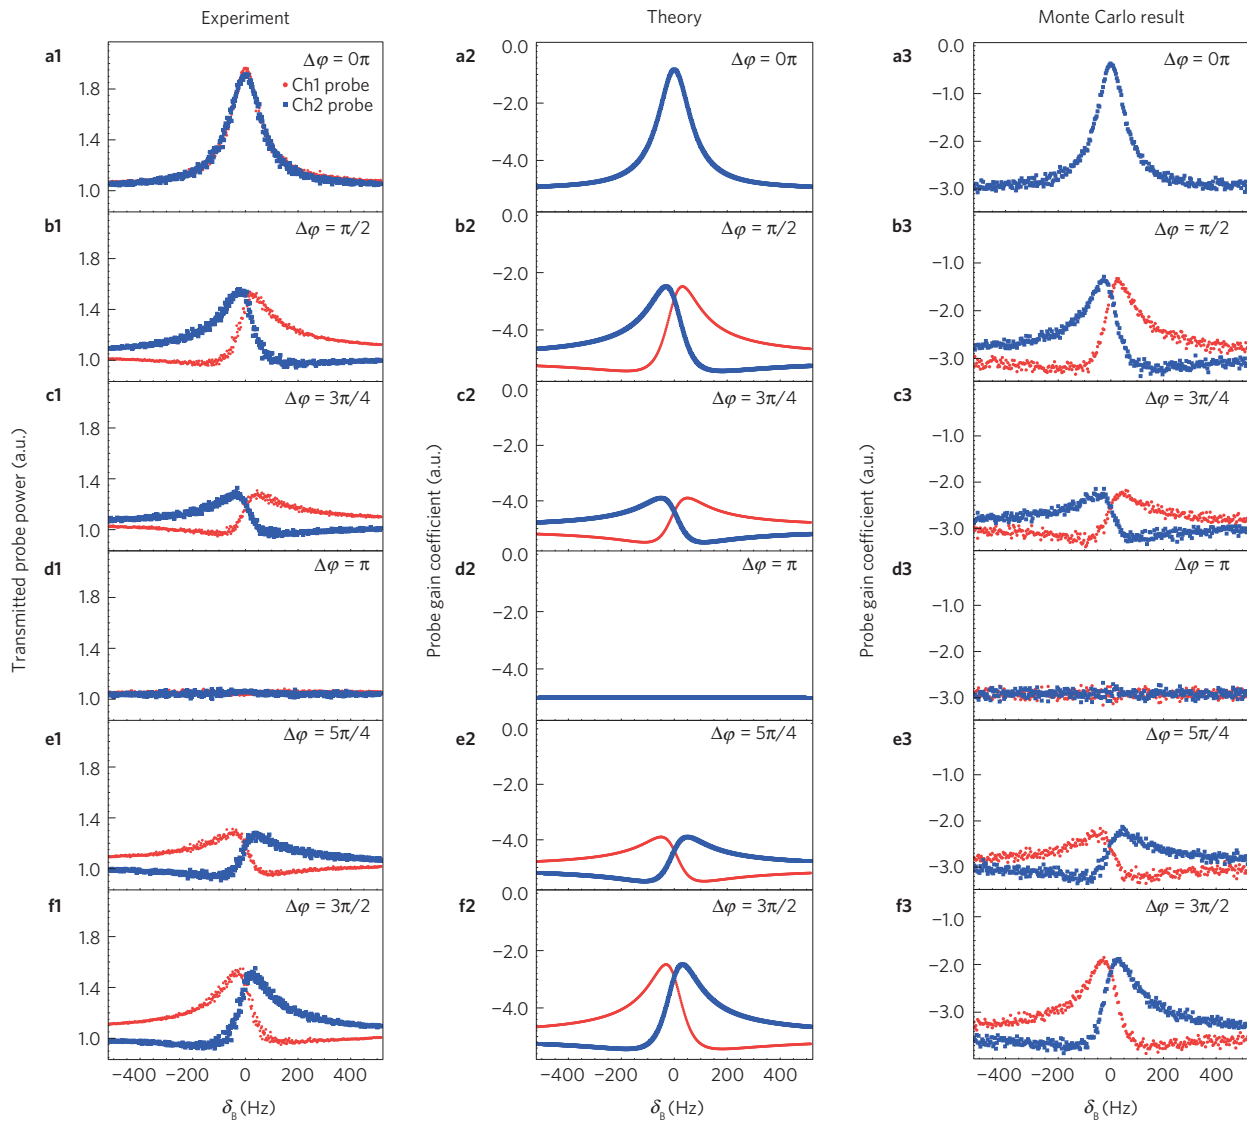 Experiment
Theory
Monte Carlo result
a1
Δφ = 0π
Ch1 probe
Ch2 probe
1.8
1.4
1.0
a2
0.0
Δφ = 0π
−2.0
−4.0
a3
0.0
Δφ = 0π
−1.0
−2.0
−3.0
b1
Δφ = π/2
1.8
1.4
1.0
b2
0.0
Δφ = π/2
−2.0
−4.0
b3
Δφ = π/2
−1.0
−2.0
−3.0
c1
Δφ = 3π/4
1.8
1.4
1.0
c2
0.0
Δφ = 3π/4
−2.0
−4.0
c3
Δφ = 3π/4
−1.0
−2.0
−3.0
d1
Δφ = π
1.8
1.4
1.0
d2
0.0
Δφ = π
−2.0
−4.0
d3
Δφ = π
−1.0
−2.0
−3.0
e1
Δφ = 5π/4
1.8
1.4
1.0
e2
0.0
Δφ = 5π/4
−2.0
−4.0
e3
Δφ = 5π/4
−1.0
−2.0
−3.0
f1
Δφ = 3π/2
1.8
1.4
1.0
f2
0.0
Δφ = 3π/2
−2.0
−4.0
f3
Δφ = 3π/2
−1.0
−2.0
−3.0
Transmitted probe power (a.u.)
Probe gain coefficient (a.u.)
Probe gain coefficient (a.u.)
−400 −200 0 200 400
−400 −200 0 200 400
−400 −200 0 200 400
δB (Hz)
δB (Hz)
δB (Hz)